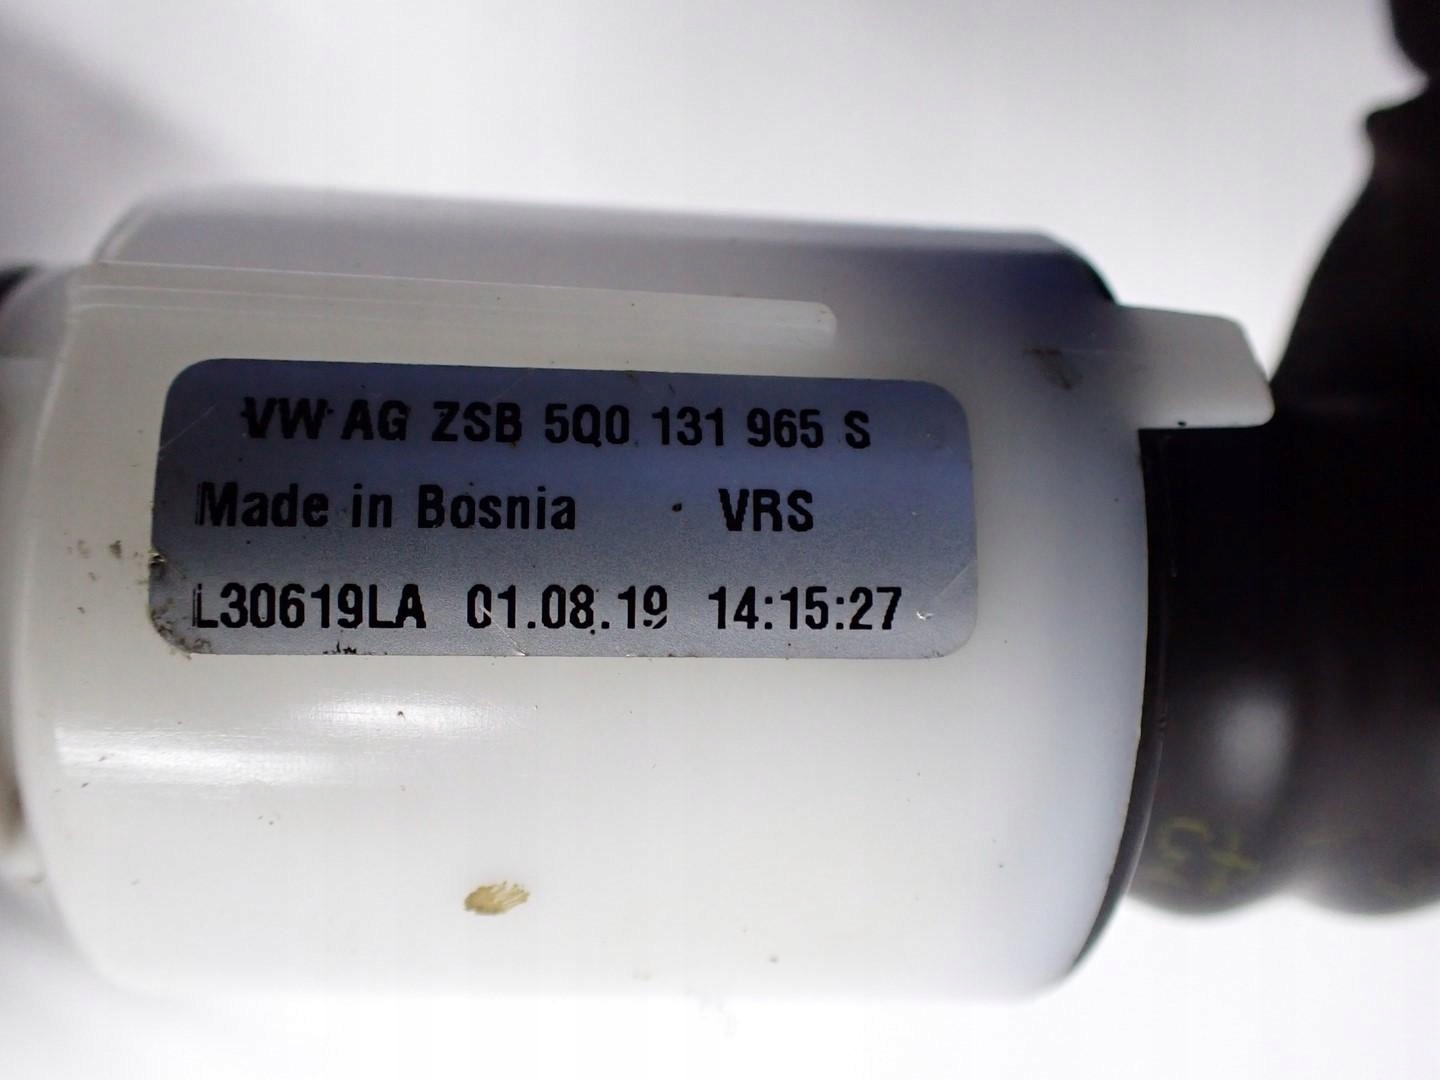 VW AG ZSB 5Q0 131 965 S
Made in Bosnia VRS
L30619LA 01.08.19 14:15:27